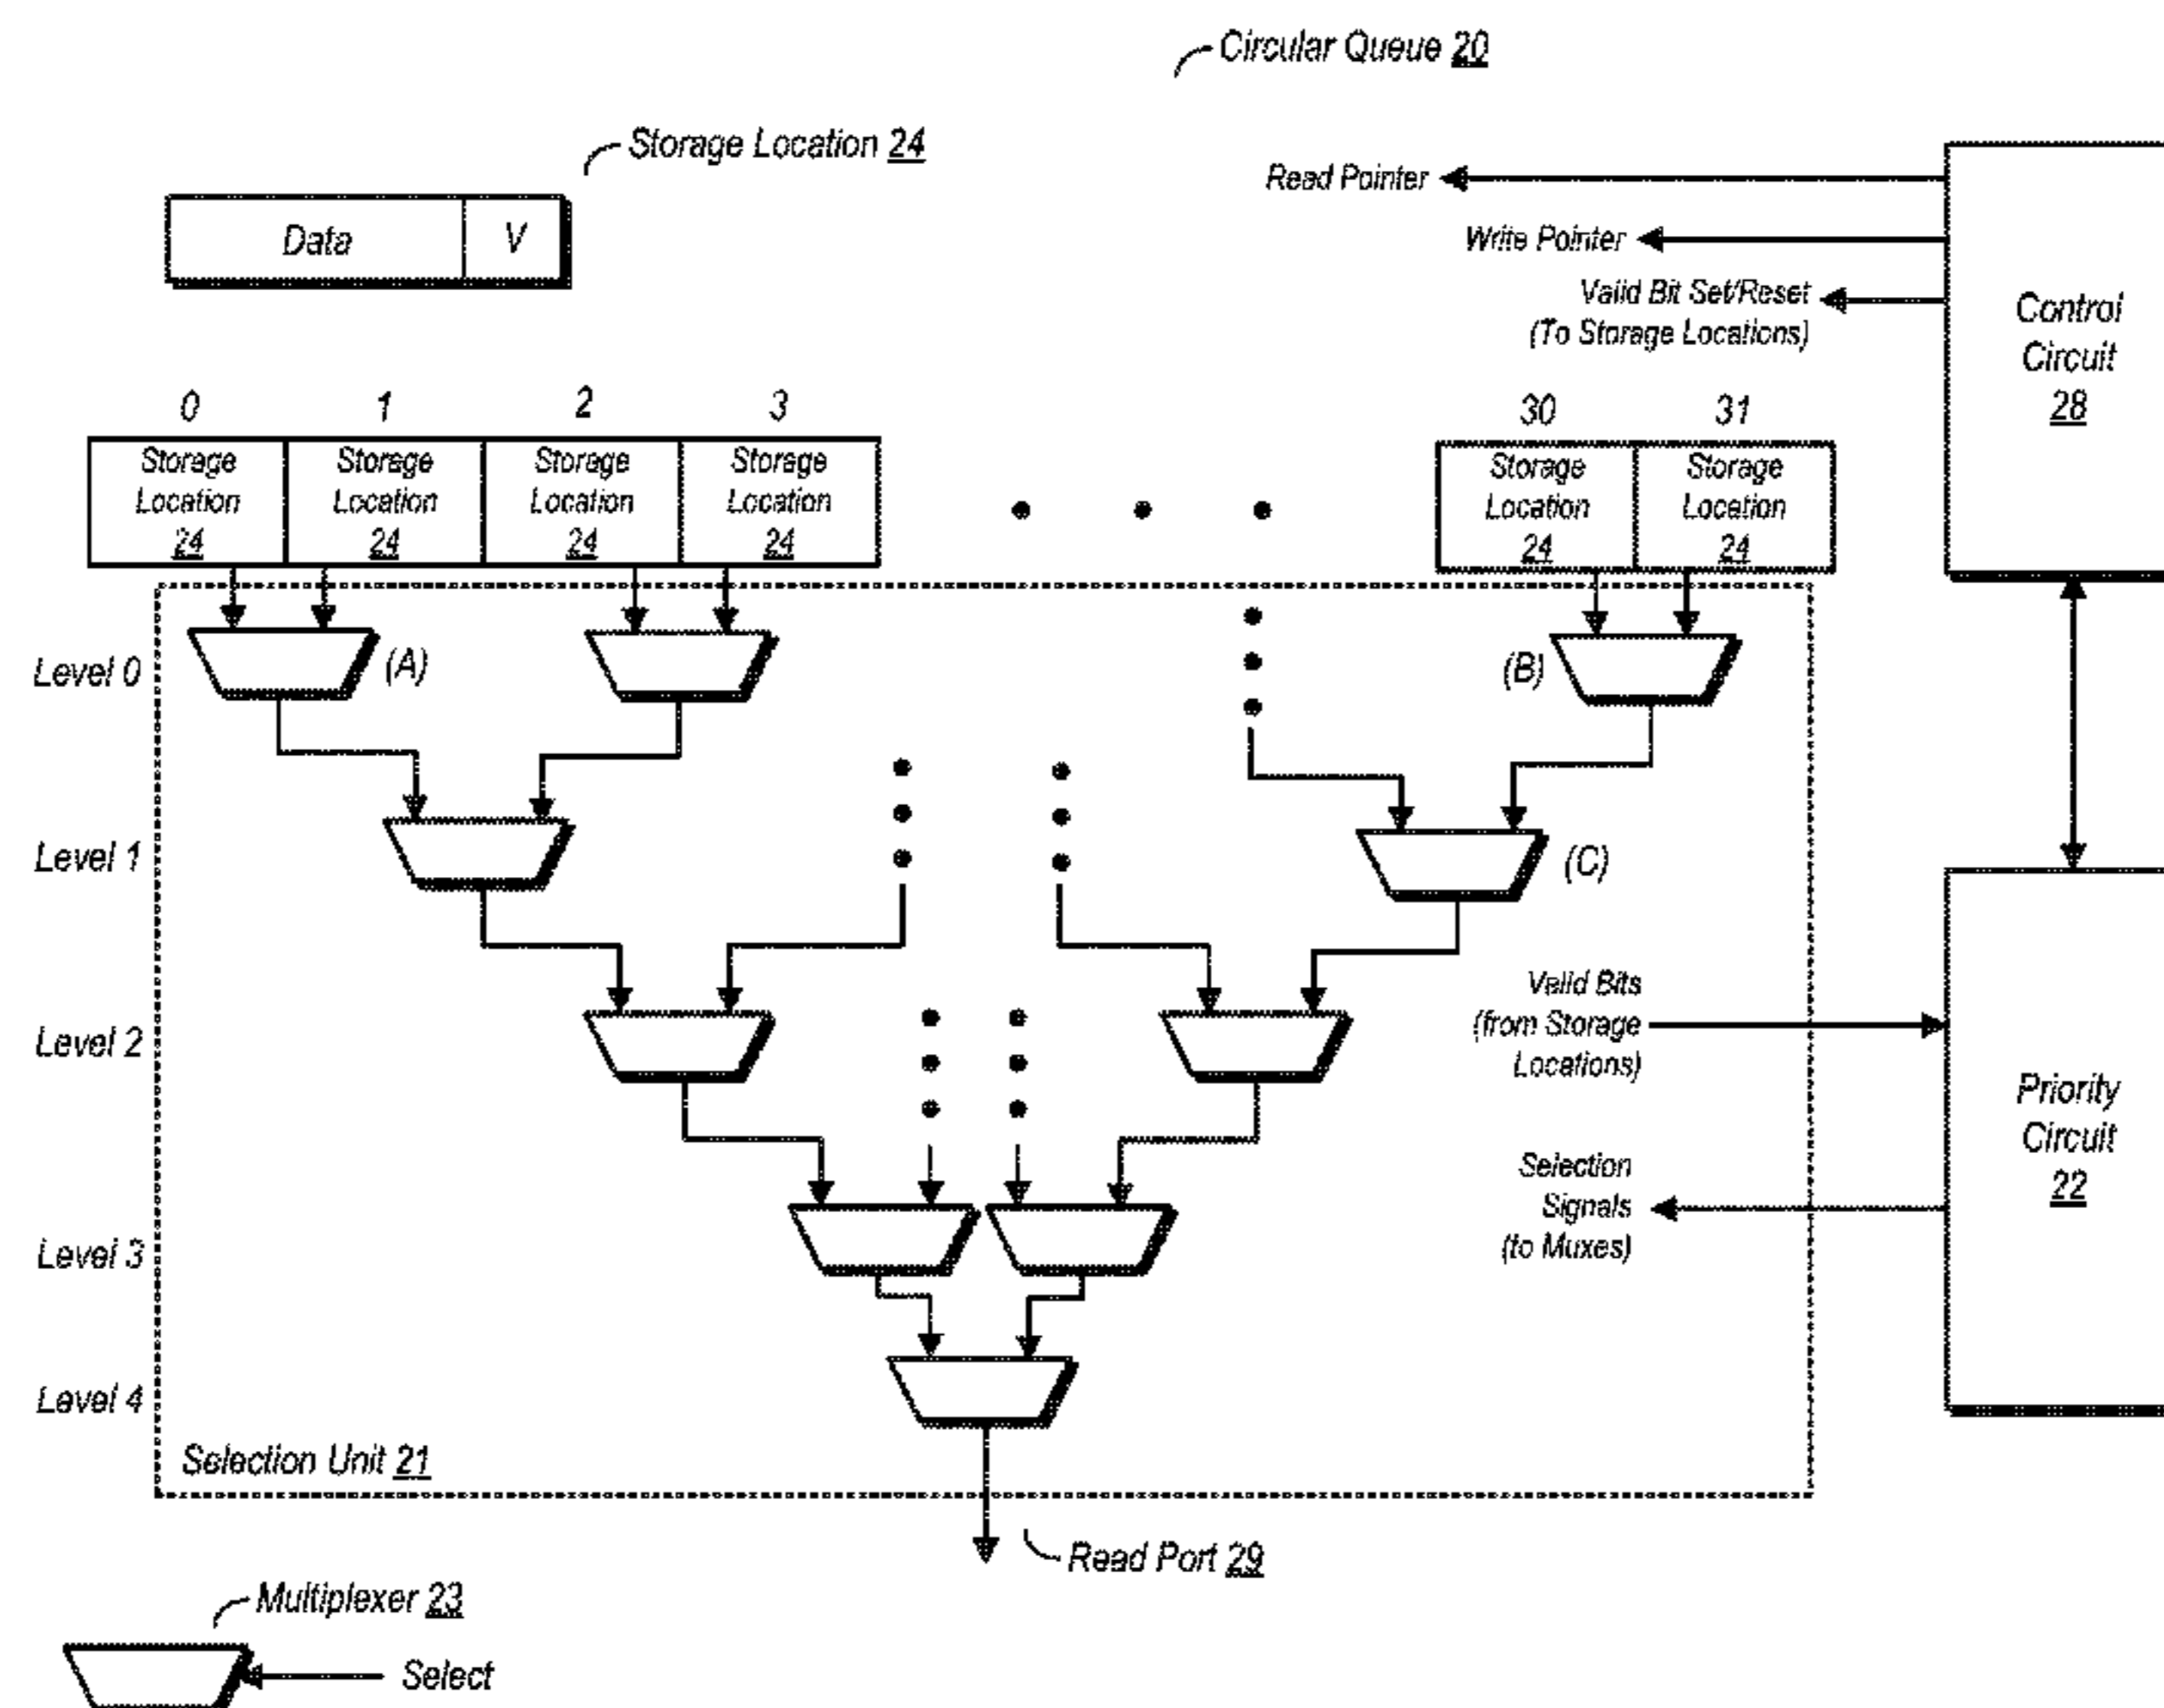 Circular Queue 20
Storage Location 24
Data V
Read Pointer
Write Pointer
Valid Bit Set/Reset
(To Storage Locations)
Control
Circuit
28
0 1 2 3 30 31
Storage Storage Storage Storage Storage Storage
Location Location Location Location Location Location
24 24 24 24 24 24
Level 0 (A) (B)
Level 1 (C)
Level 2
Valid Bits
(from Storage
Locations)
Priority
Circuit
22
Selection
Signals
(to Muxes)
Level 3
Level 4
Selection Unit 21
Read Port 29
Multiplexer 23
Select